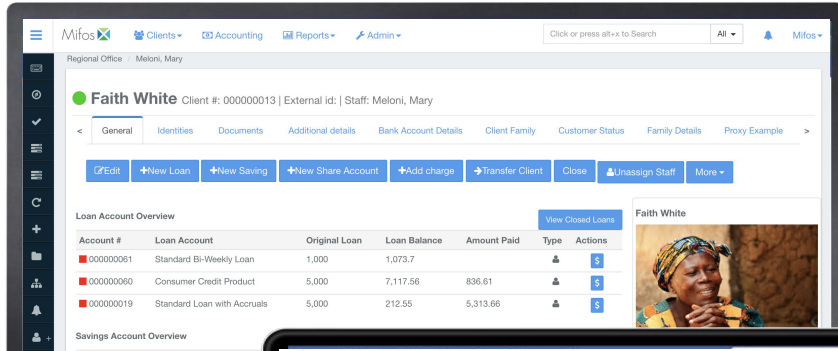 Mifos Clients Accounting Reports Admin Click or press alt+x to Search All Mifos
Regional Office / Meloni, Mary
Faith White Client #: 000000013 | External id: | Staff: Meloni, Mary
< General Identities Documents Additional details Bank Account Details Client Family Customer Status Family Details Proxy Example >
Edit +New Loan +New Saving +New Share Account +Add charge Transfer Client Close Unassign Staff More
Loan Account Overview View Closed Loans Faith White
Account # Loan Account Original Loan Loan Balance Amount Paid Type Actions
000000061 Standard Bi-Weekly Loan 1,000 1,073.7 $
000000060 Consumer Credit Product 5,000 7,117.56 836.61 $
000000019 Standard Loan with Accruals 5,000 212.55 5,313.66 $
Savings Account Overview